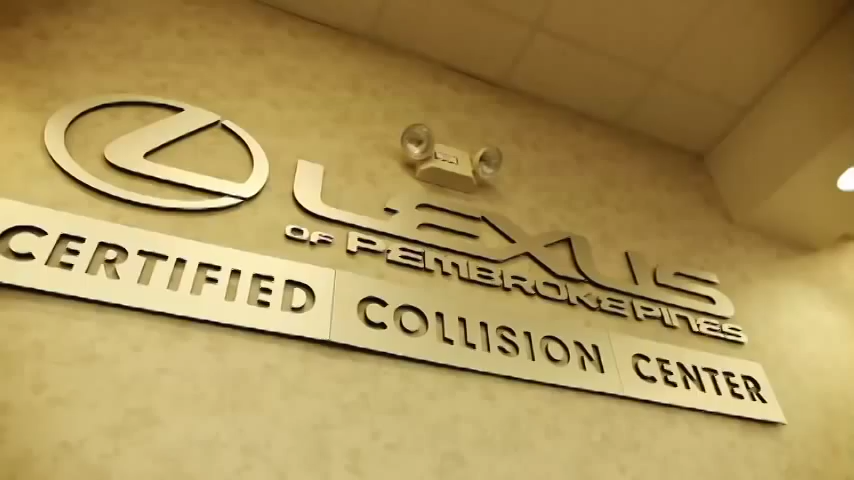 LEXUS
OF PEMBROKE PINES
CERTIFIED COLLISION CENTER